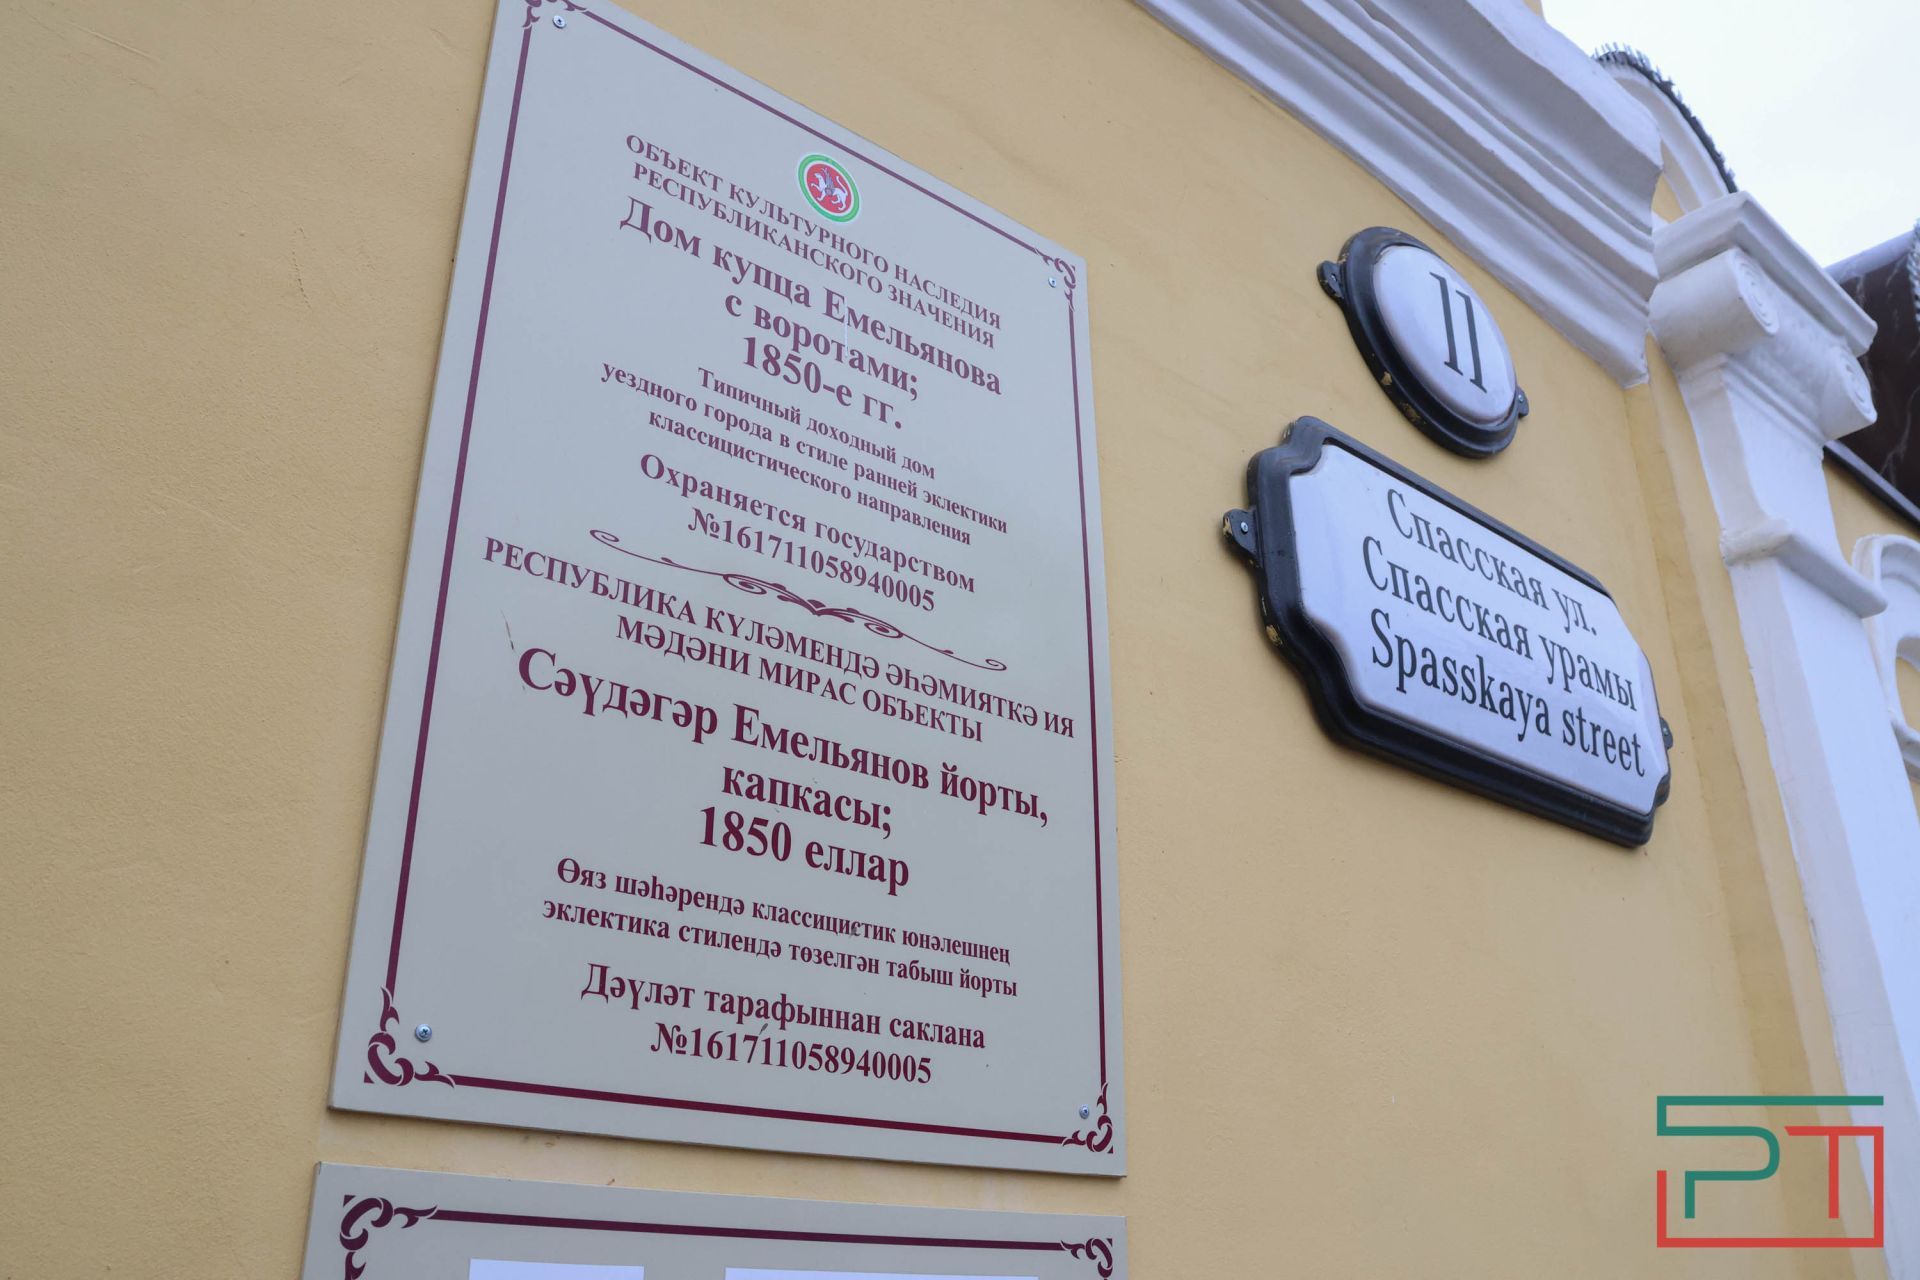 ОБЪЕКТ КУЛЬТУРНОГО НАСЛЕДИЯ
РЕСПУБЛИКАНСКОГО ЗНАЧЕНИЯ
Дом купца Емельянова
с воротами;
1850-е гг.
Типичный доходный дом
уездного города в стиле ранней эклектики
классицистического направления
Охраняется государством
№161711058940005
РЕСПУБЛИКА КҮЛӘМЕНДӘ ӘҺӘМИЯТКӘ ИЯ
МӘДӘНИ МИРАС ОБЪЕКТЫ
Сәүдәгәр Емельянов йорты,
капкасы;
1850 еллар
Өяз шәһәрендә классицистик юнәлешнең
эклектика стилендә төзелгән табыш йорты
Дәүләт тарафыннан саклана
№161711058940005
11
Спасская ул.
Спасская урамы
Spasskaya street
РТ